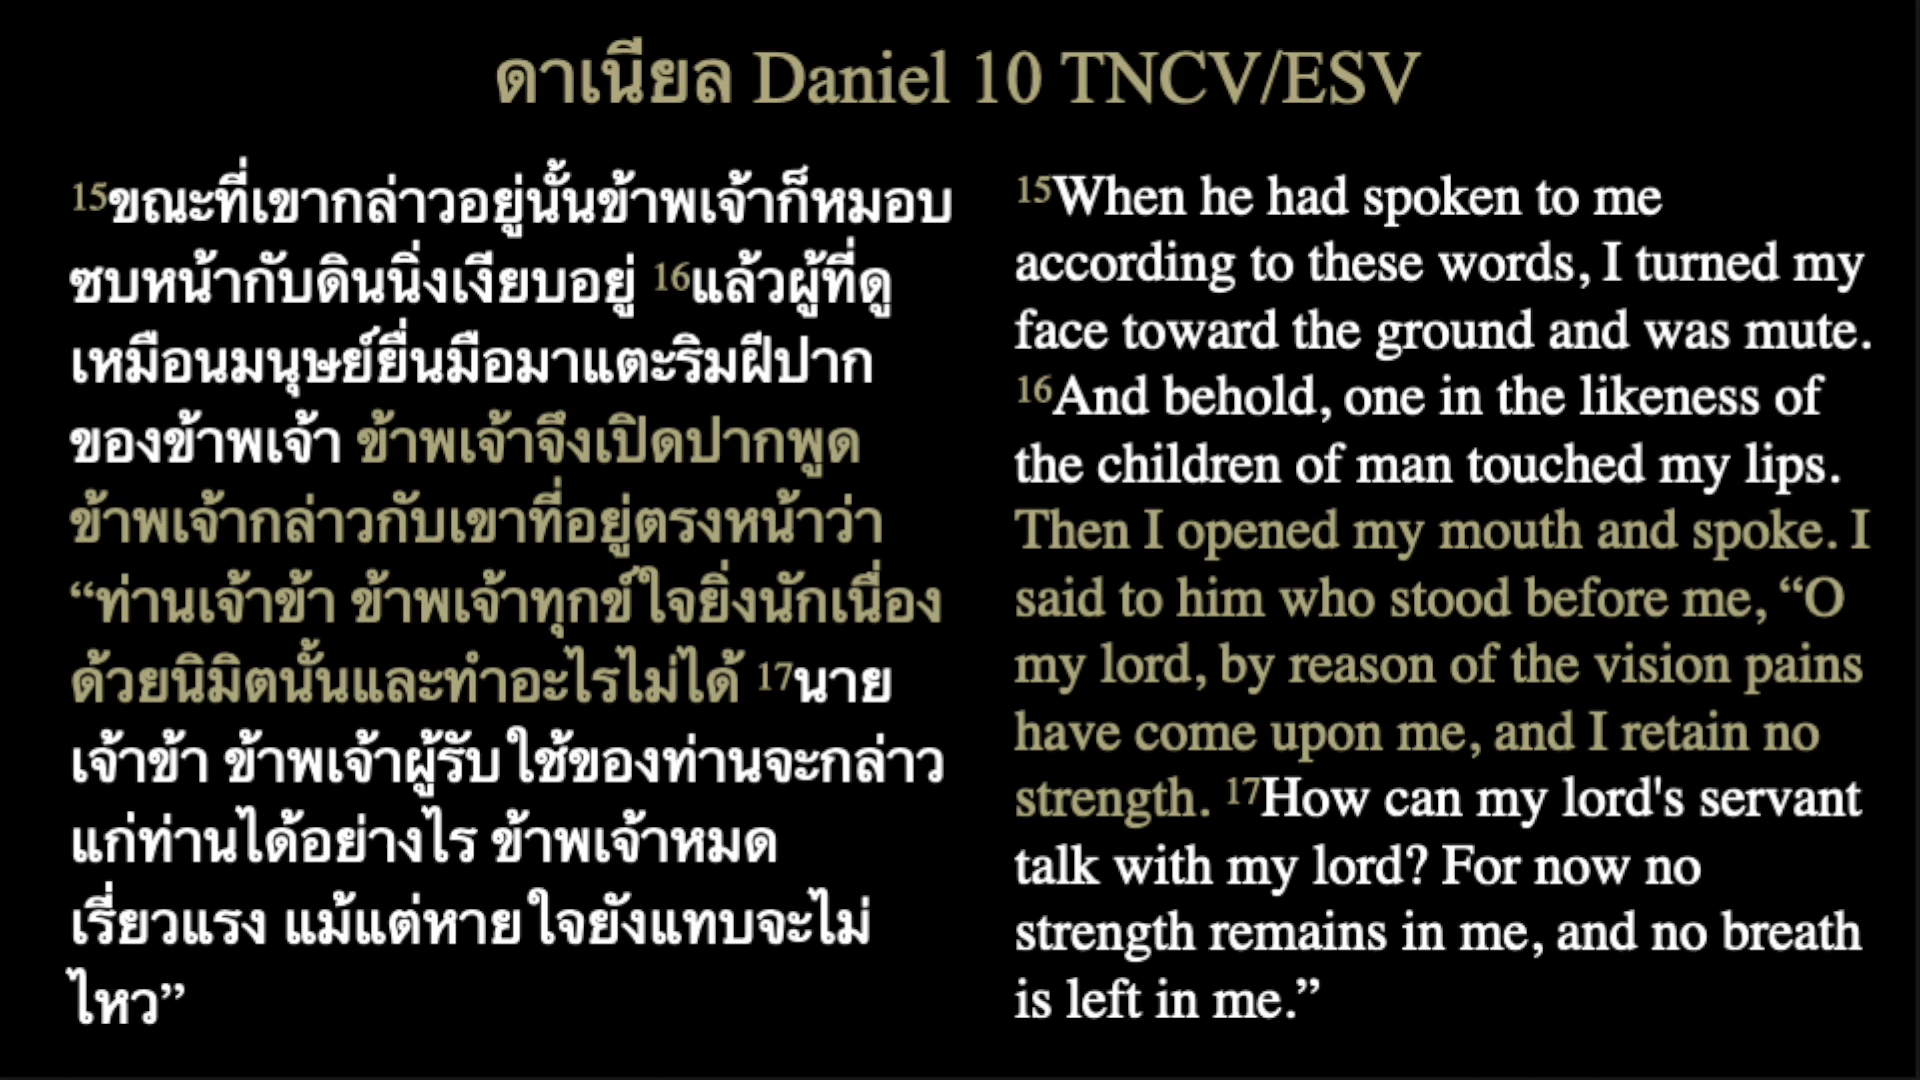 ดาเนียล Daniel 10 TNCV/ESV
15ขณะที่เขากล่าวอยู่นั้นข้าพเจ้าก็หมอบ
ซบหน้ากับดินนิ่งเงียบอยู่ 16แล้วผู้ที่ดู
เหมือนมนุษย์ยื่นมือมาแตะริมฝีปาก
ของข้าพเจ้า ข้าพเจ้าจึงเปิดปากพูด
ข้าพเจ้ากล่าวกับเขาที่อยู่ตรงหน้าว่า
“ท่านเจ้าข้า ข้าพเจ้าทุกข์ใจยิ่งนักเนื่อง
ด้วยนิมิตนั้นและทำอะไรไม่ได้ 17นาย
เจ้าข้า ข้าพเจ้าผู้รับใช้ของท่านจะกล่าว
แก่ท่านได้อย่างไร ข้าพเจ้าหมด
เรี่ยวแรง แม้แต่หายใจยังแทบจะไม่
ไหว”
15When he had spoken to me
according to these words, I turned my
face toward the ground and was mute.
16And behold, one in the likeness of
the children of man touched my lips.
Then I opened my mouth and spoke. I
said to him who stood before me, “O
my lord, by reason of the vision pains
have come upon me, and I retain no
strength. 17How can my lord's servant
talk with my lord? For now no
strength remains in me, and no breath
is left in me.”